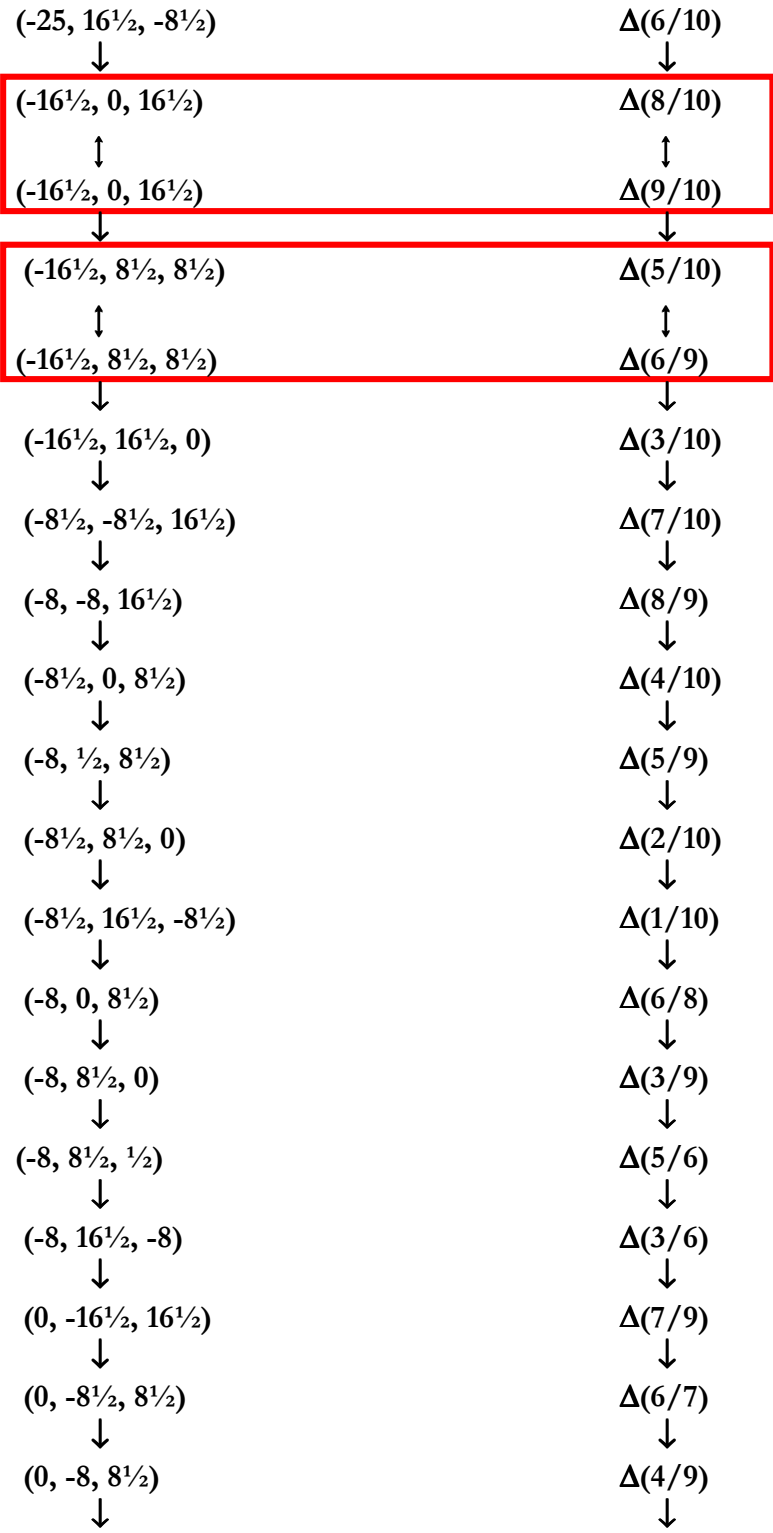 (-25, 16½, -8½) Δ(6/10)
↓ ↓
(-16½, 0, 16½) Δ(8/10)
↕ ↕
(-16½, 0, 16½) Δ(9/10)
↓ ↓
(-16½, 8½, 8½) Δ(5/10)
↕ ↕
(-16½, 8½, 8½) Δ(6/9)
↓ ↓
(-16½, 16½, 0) Δ(3/10)
↓ ↓
(-8½, -8½, 16½) Δ(7/10)
↓ ↓
(-8, -8, 16½) Δ(8/9)
↓ ↓
(-8½, 0, 8½) Δ(4/10)
↓ ↓
(-8, ½, 8½) Δ(5/9)
↓ ↓
(-8½, 8½, 0) Δ(2/10)
↓ ↓
(-8½, 16½, -8½) Δ(1/10)
↓ ↓
(-8, 0, 8½) Δ(6/8)
↓ ↓
(-8, 8½, 0) Δ(3/9)
↓ ↓
(-8, 8½, ½) Δ(5/6)
↓ ↓
(-8, 16½, -8) Δ(3/6)
↓ ↓
(0, -16½, 16½) Δ(7/9)
↓ ↓
(0, -8½, 8½) Δ(6/7)
↓ ↓
(0, -8, 8½) Δ(4/9)
↓ ↓